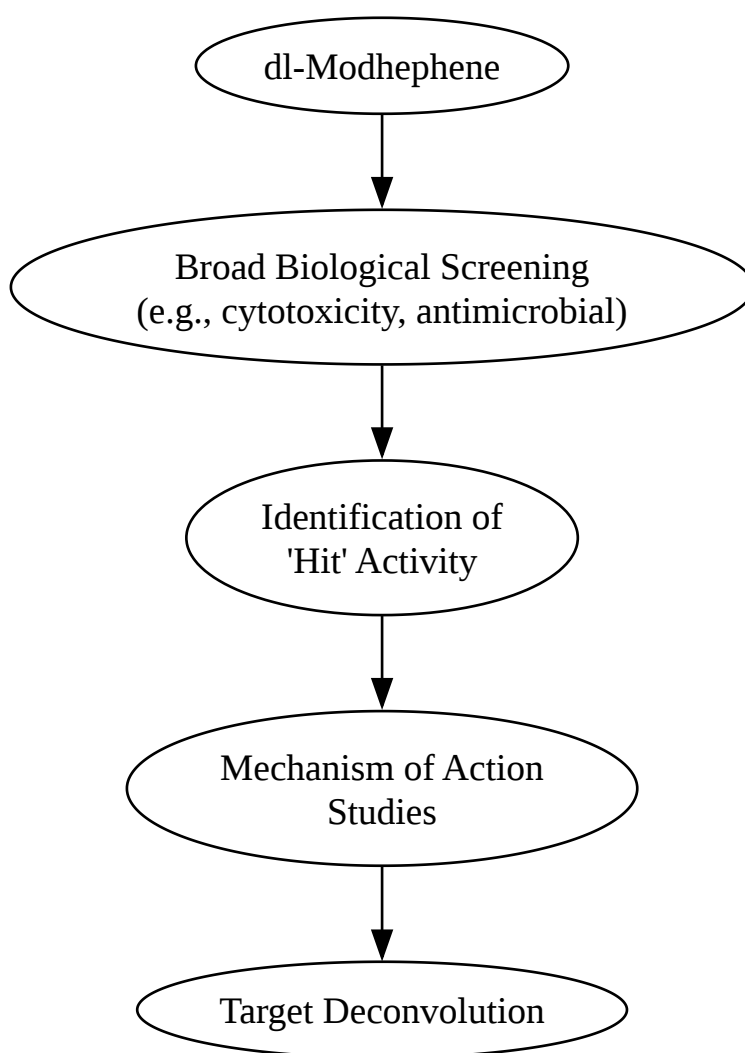 dl-Modhephene
Broad Biological Screening
(e.g., cytotoxicity, antimicrobial)
Identification of
'Hit' Activity
Mechanism of Action
Studies
Target Deconvolution